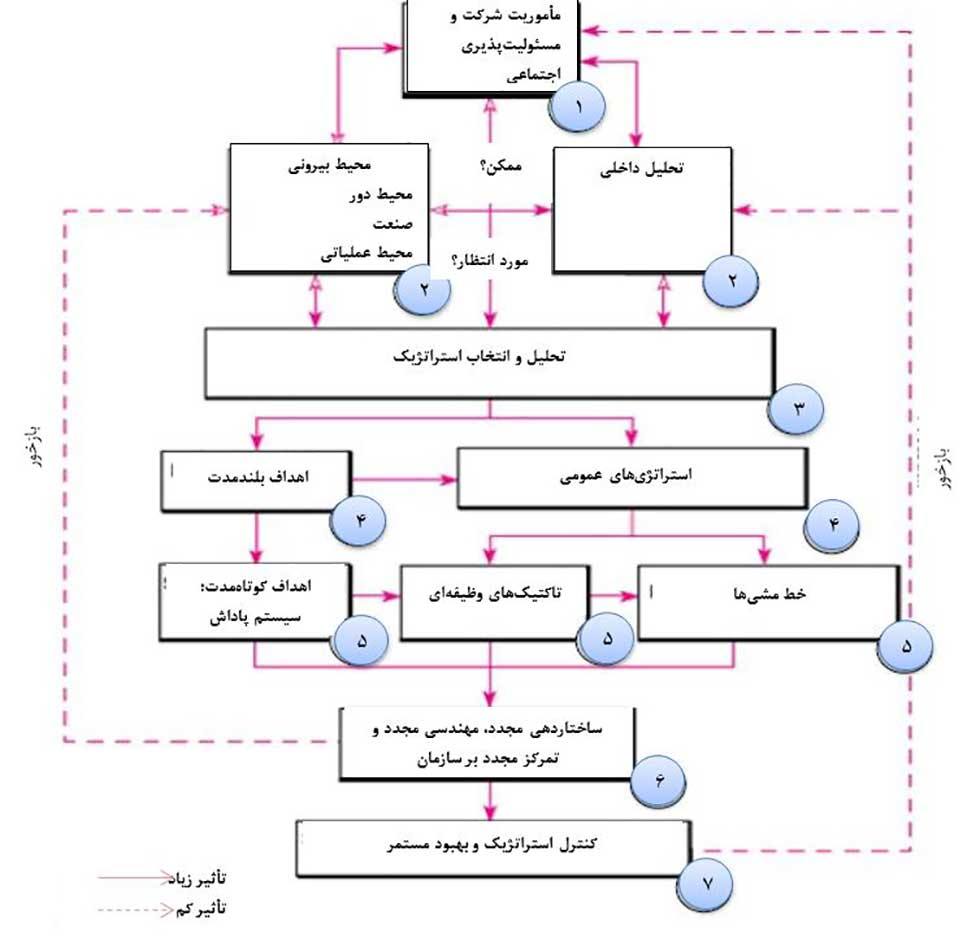 مأموریت شرکت و
مسئولیت‌پذیری
اجتماعی
۱
محیط بیرونی
محیط دور
صنعت
محیط عملیاتی
۲
ممکن؟
مورد انتظار؟
تحلیل داخلی
۲
تحلیل و انتخاب استراتژیک
۳
اهداف بلندمدت
۴
استراتژی‌های عمومی
۴
اهداف کوتاه‌مدت؛
سیستم پاداش
۵
تاکتیک‌های وظیفه‌ای
۵
خط مشی‌ها
۵
ساختاردهی مجدد، مهندسی مجدد و
تمرکز مجدد بر سازمان
۶
کنترل استراتژیک و بهبود مستمر
۷
بازخور
بازخور
تأثیر زیاد
تأثیر کم